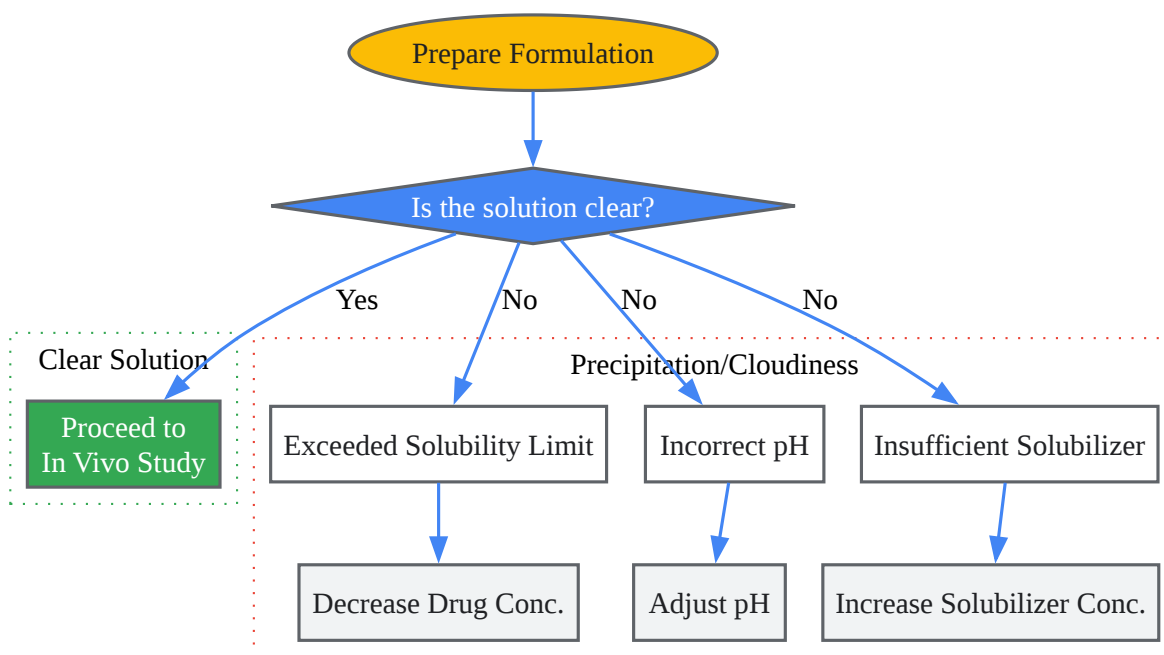 Prepare Formulation
Is the solution clear?
Yes
No
No
No
Clear Solution
Precipitation/Cloudiness
Proceed to
In Vivo Study
Exceeded Solubility Limit
Incorrect pH
Insufficient Solubilizer
Decrease Drug Conc.
Adjust pH
Increase Solubilizer Conc.